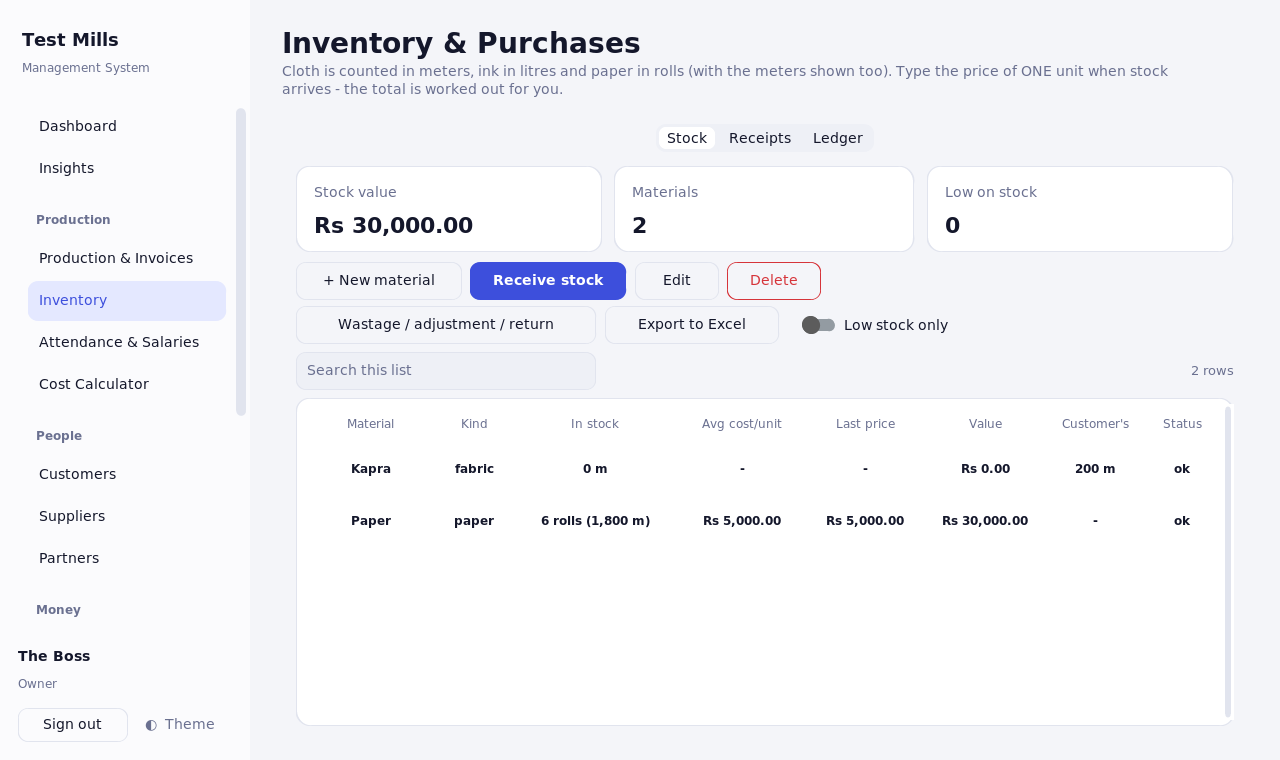 Test Mills
Management System
Dashboard
Insights
Production
Production & Invoices
Inventory
Attendance & Salaries
Cost Calculator
People
Customers
Suppliers
Partners
Money
The Boss
Owner
Sign out
◐ Theme
Inventory & Purchases
Cloth is counted in meters, ink in litres and paper in rolls (with the meters shown too). Type the price of ONE unit when stock
arrives - the total is worked out for you.
Stock Receipts Ledger
Stock value Materials Low on stock
Rs 30,000.00 2 0
+ New material Receive stock Edit Delete
Wastage / adjustment / return Export to Excel Low stock only
Search this list 2 rows
Material Kind In stock Avg cost/unit Last price Value Customer's Status
Kapra fabric 0 m - - Rs 0.00 200 m ok
Paper paper 6 rolls (1,800 m) Rs 5,000.00 Rs 5,000.00 Rs 30,000.00 - ok